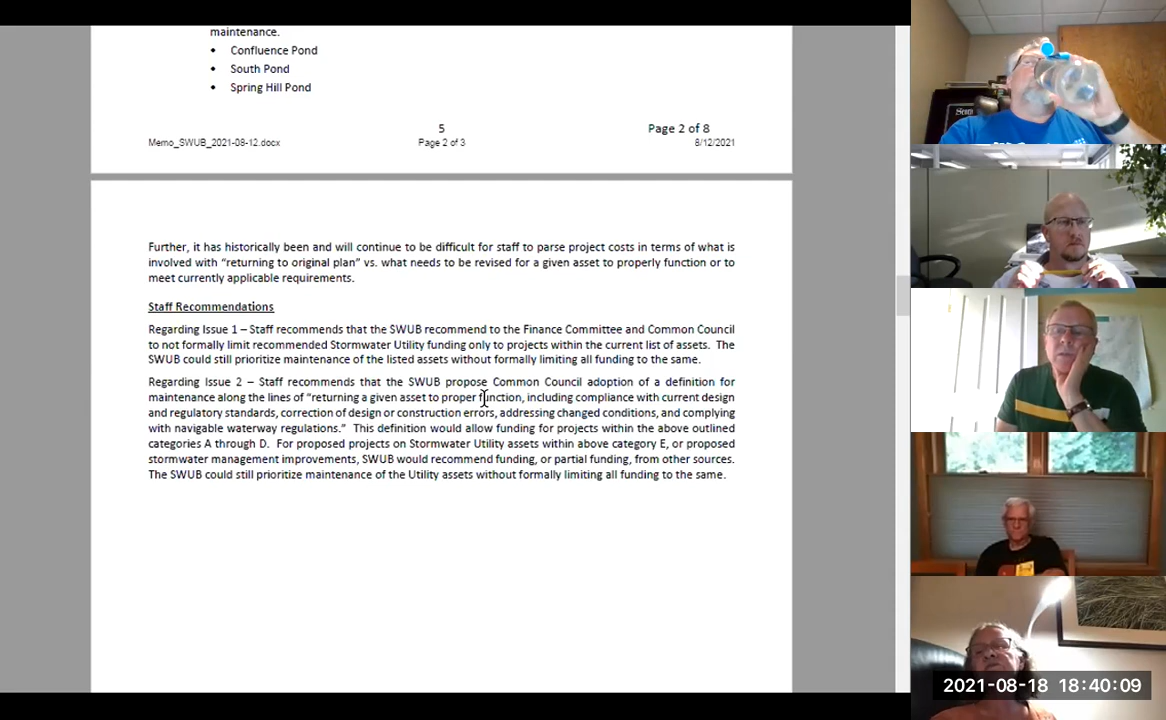 maintenance.
• Confluence Pond
• South Pond
• Spring Hill Pond
5
Page 2 of 8
Memo_SWUB_2021-08-12.docx
Page 2 of 3
8/12/2021
Further, it has historically been and will continue to be difficult for staff to parse project costs in terms of what is
involved with “returning to original plan” vs. what needs to be revised for a given asset to properly function or to
meet currently applicable requirements.
Staff Recommendations
Regarding Issue 1 – Staff recommends that the SWUB recommend to the Finance Committee and Common Council
to not formally limit recommended Stormwater Utility funding only to projects within the current list of assets. The
SWUB could still prioritize maintenance of the listed assets without formally limiting all funding to the same.
Regarding Issue 2 – Staff recommends that the SWUB propose Common Council adoption of a definition for
maintenance along the lines of “returning a given asset to proper function, including compliance with current design
and regulatory standards, correction of design or construction errors, addressing changed conditions, and complying
with navigable waterway regulations.” This definition would allow funding for projects within the above outlined
categories A through D. For proposed projects on Stormwater Utility assets within above category E, or proposed
stormwater management improvements, SWUB would recommend funding, or partial funding, from other sources.
The SWUB could still prioritize maintenance of the Utility assets without formally limiting all funding to the same.
2021-08-18 18:40:09